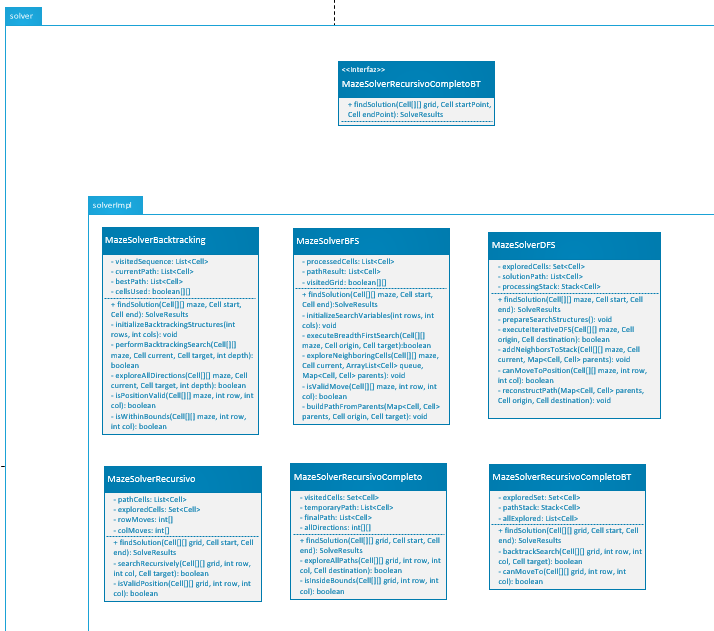 solver
<<Interfaz>>
MazeSolverRecursivoCompletoBT
+ findSolution(Cell[][] grid, Cell startPoint,
Cell endPoint): SolveResults
solverImpl
MazeSolverBacktracking
- visitedSequence: List<Cell>
- currentPath: List<Cell>
- bestPath: List<Cell>
- cellsUsed: boolean[][]
+ findSolution(Cell[][] maze, Cell start,
Cell end): SolveResults
- initializeBacktrackingStructures(int
rows, int cols): void
- performBacktrackingSearch(Cell[][]
maze, Cell current, Cell target, int depth):
boolean
- exploreAllDirections(Cell[][] maze, Cell
current, Cell target, int depth): boolean
- isPositionValid(Cell[][] maze, int row, int
col): boolean
- isWithinBounds(Cell[][] maze, int row,
int col): boolean
MazeSolverBFS
- processedCells: List<Cell>
- pathResult: List<Cell>
- visitedGrid: boolean[][]
+ findSolution(Cell[][] maze, Cell start,
Cell end):SolveResults
- initializeSearchVariables(int rows, int
cols): void
- executeBreadthFirstSearch(Cell[][]
maze, Cell origin, Cell target):boolean
- exploreNeighboringCells(Cell[][] maze,
Cell current, ArrayList<Cell> queue,
Map<Cell, Cell> parents): void
- isValidMove(Cell[][] maze, int row, int
col): boolean
- buildPathFromParents(Map<Cell, Cell>
parents, Cell origin, Cell target): void
MazeSolverDFS
- exploredCells: Set<Cell>
- solutionPath: List<Cell>
- processingStack: Stack<Cell>
+ findSolution(Cell[][] maze, Cell start, Cell
end): SolveResults
- prepareSearchStructures(): void
- executeIterativeDFS(Cell[][] maze, Cell
origin, Cell destination): boolean
- addNeighborsToStack(Cell[][] maze, Cell
current, Map<Cell, Cell> parents): void
- canMoveToPosition(Cell[][] maze, int row,
int col): boolean
- reconstructPath(Map<Cell, Cell> parents,
Cell origin, Cell destination): void
MazeSolverRecursivo
- pathCells: List<Cell>
- exploredCells: Set<Cell>
- rowMoves: int[]
- colMoves: int[]
+ findSolution(Cell[][] grid, Cell start, Cell
end): SolveResults
- searchRecursively(Cell[][] grid, int row,
int col, Cell target): boolean
- isValidPosition(Cell[][] grid, int row, int
col): boolean
MazeSolverRecursivoCompleto
- visitedCells: Set<Cell>
- temporaryPath: List<Cell>
- finalPath: List<Cell>
- allDirections: int[][]
+ findSolution(Cell[][] grid, Cell start, Cell
end): SolveResults
- exploreAllPaths(Cell[][] grid, int row, int
col, Cell destination): boolean
- isInsideBounds(Cell[][] grid, int row, int
col): boolean
MazeSolverRecursivoCompletoBT
- exploredSet: Set<Cell>
- pathStack: Stack<Cell>
- allExplored: List<Cell>
+ findSolution(Cell[][] grid, Cell start, Cell
end): SolveResults
- backtrackSearch(Cell[][] grid, int row, int
col, Cell target): boolean
- canMoveTo(Cell[][] grid, int row, int
col): boolean